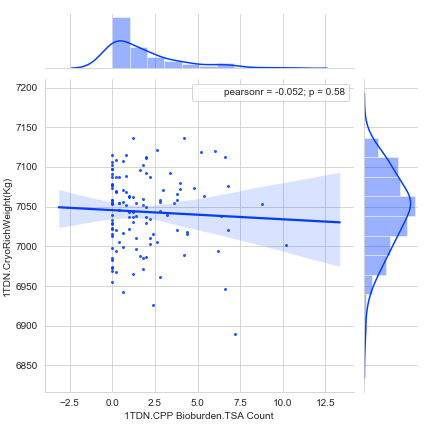 pearsonr = -0.052; p = 0.58
7200
7150
7100
7050
7000
6950
6900
6850
1TDN.CryoRichWeight(Kg)
−2.5 0.0 2.5 5.0 7.5 10.0 12.5
1TDN.CPP Bioburden.TSA Count